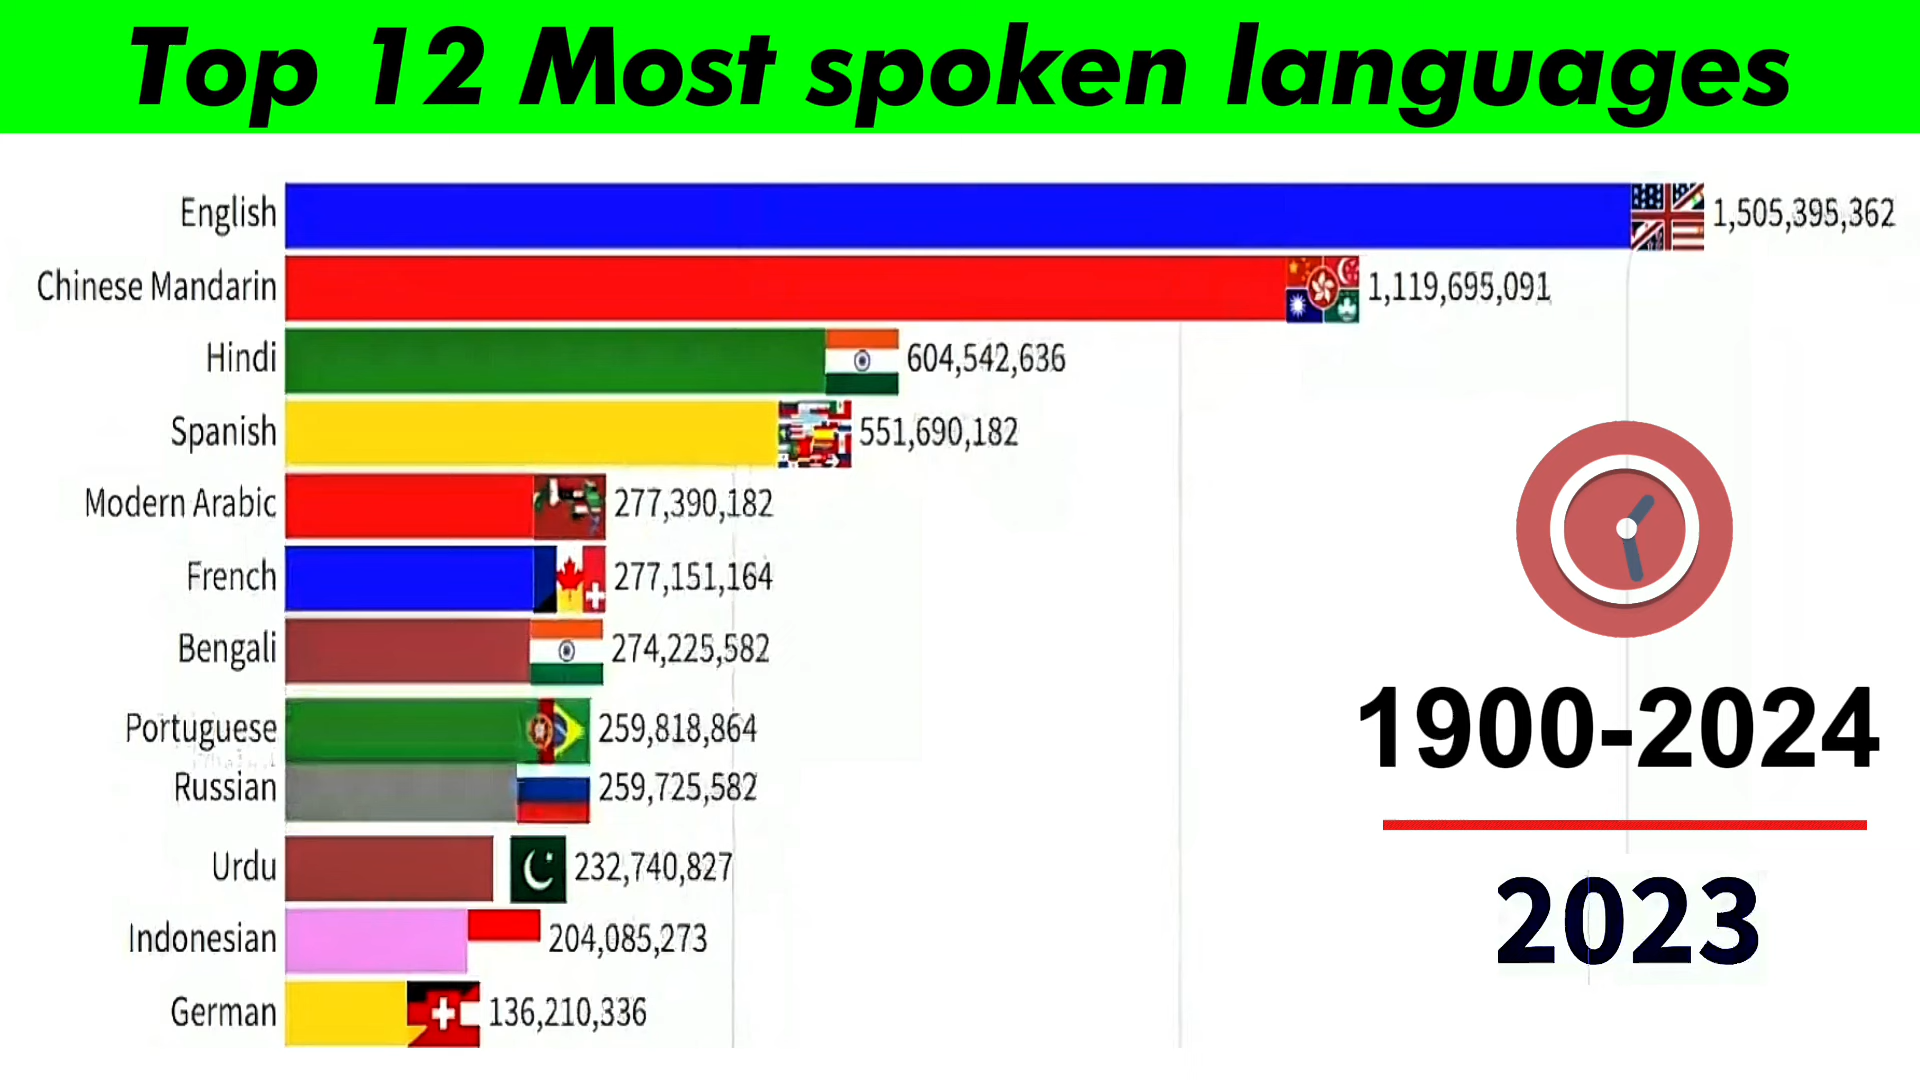 Top 12 Most spoken languages
English 1,505,395,362
Chinese Mandarin 1,119,695,091
Hindi 604,542,636
Spanish 551,690,182
Modern Arabic 277,390,182
French 277,151,164
Bengali 274,225,582
Portuguese 259,818,864
Russian 259,725,582
Urdu 232,740,827
Indonesian 204,085,273
German 136,210,336
1900-2024
2023